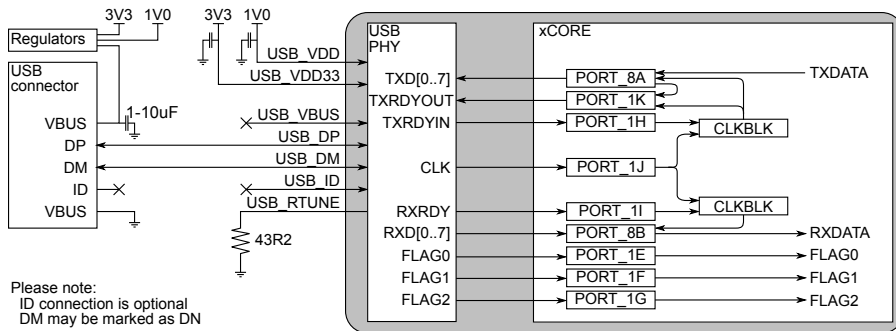 3V3 1V0
Regulators
USB
connector
1-10uF
VBUS
DP
DM
ID
VBUS
Please note:
ID connection is optional
DM may be marked as DN
3V3 1V0
USB_VDD
USB_VDD33
USB_VBUS
USB_DP
USB_DM
USB_ID
USB_RTUNE
43R2
USB
PHY
TXD[0..7]
TXRDYOUT
TXRDYIN
CLK
RXRDY
RXD[0..7]
FLAG0
FLAG1
FLAG2
xCORE
PORT_8A
PORT_1K
PORT_1H
PORT_1J
PORT_1I
PORT_8B
PORT_1E
PORT_1F
PORT_1G
CLKBLK
CLKBLK
TXDATA
RXDATA
FLAG0
FLAG1
FLAG2